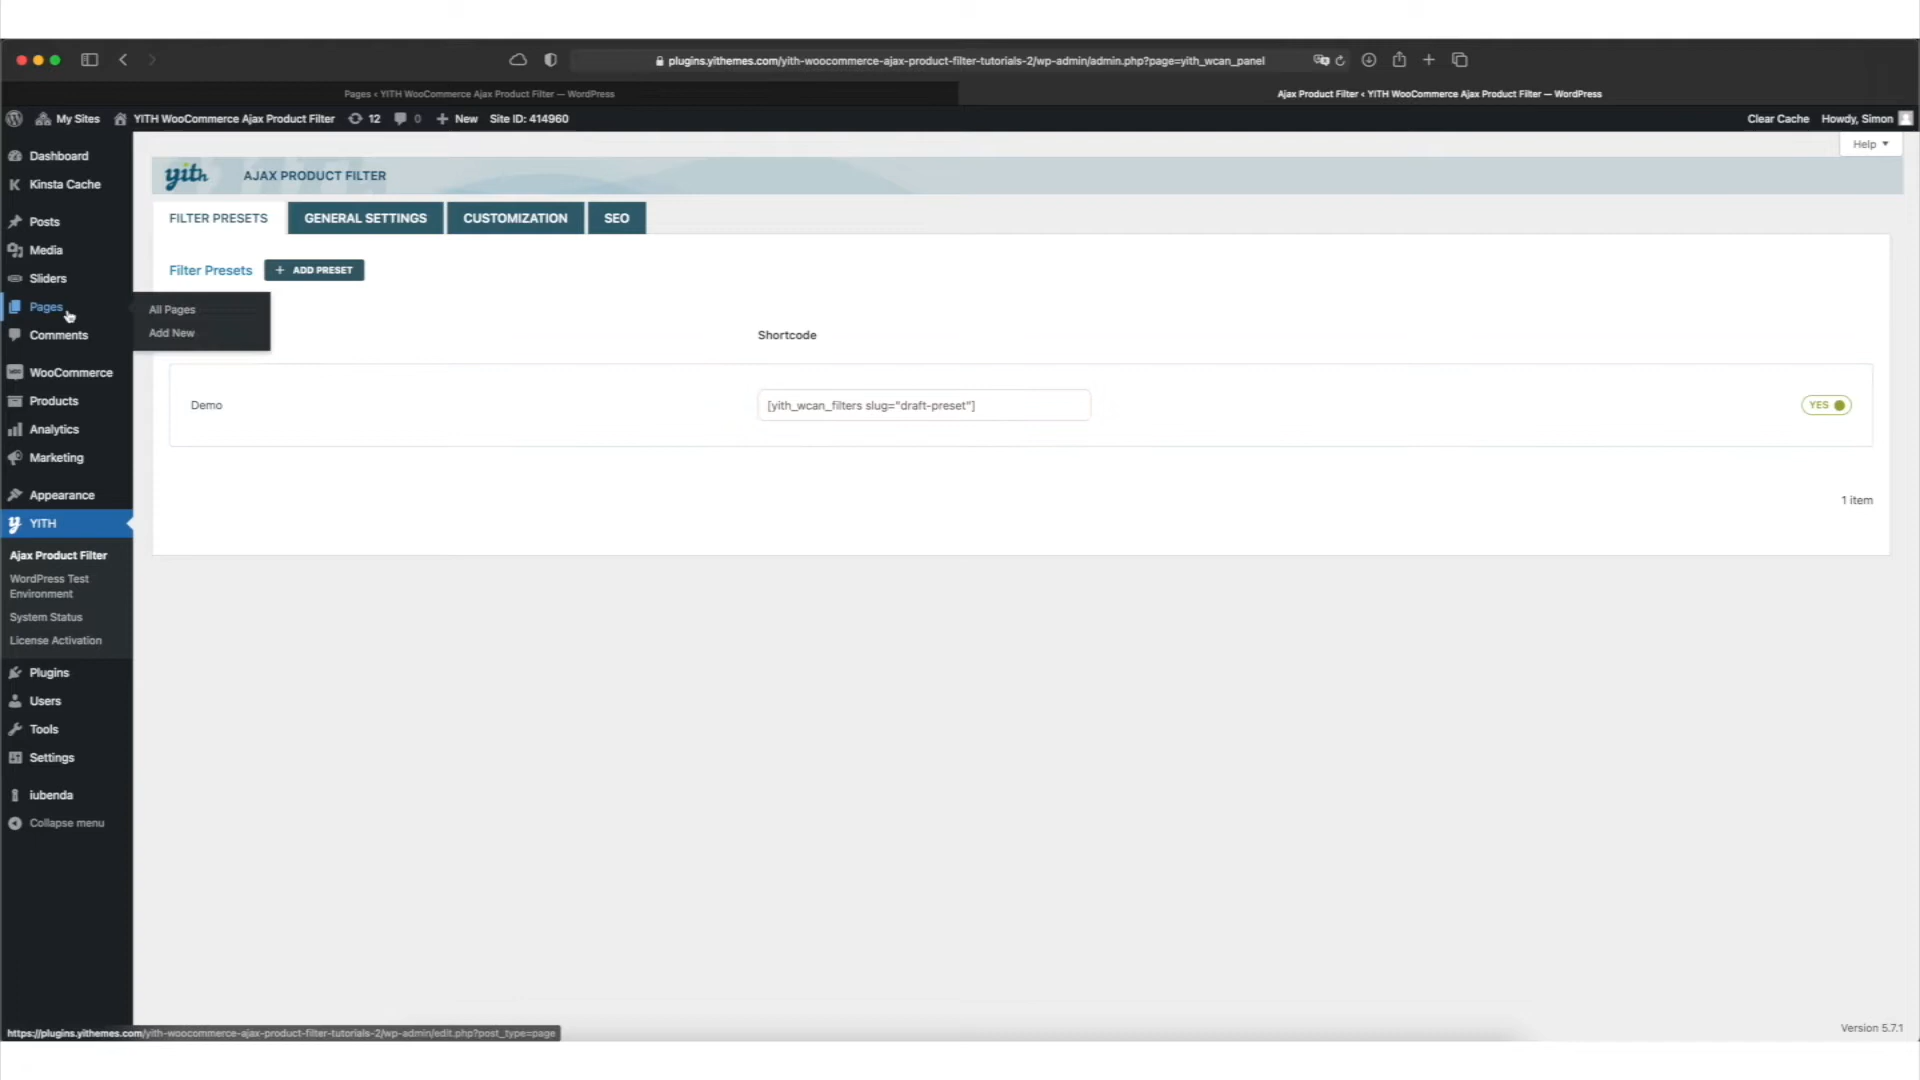 plugins.yithemes.com/yith-woocommerce-ajax-product-filter-tutorials-2/wp-admin/admin.php?page=yith_wcan_panel
Pages < YITH WooCommerce Ajax Product Filter — WordPress
Ajax Product Filter < YITH WooCommerce Ajax Product Filter — WordPress
My Sites
YITH WooCommerce Ajax Product Filter
12
0
New
Site ID: 414960
Clear Cache
Howdy, Simon
Help
Dashboard
Kinsta Cache
Posts
Media
Sliders
Pages
All Pages
Add New
Comments
WooCommerce
Products
Analytics
Marketing
Appearance
YITH
Ajax Product Filter
WordPress Test
Environment
System Status
License Activation
Plugins
Users
Tools
Settings
iubenda
Collapse menu
yith
AJAX PRODUCT FILTER
FILTER PRESETS
GENERAL SETTINGS
CUSTOMIZATION
SEO
Filter Presets
+ ADD PRESET
Shortcode
Demo
[yith_wcan_filters slug="draft-preset"]
YES
1 item
https://plugins.yithemes.com/yith-woocommerce-ajax-product-filter-tutorials-2/wp-admin/edit.php?post_type=page
Version 5.7.1